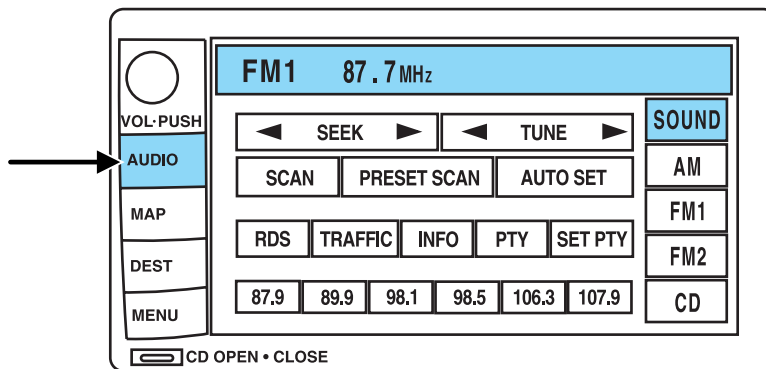 FM1 87.7 MHz
VOL·PUSH
AUDIO
MAP
DEST
MENU
◄ SEEK ► ◄ TUNE ►
SCAN PRESET SCAN AUTO SET
RDS TRAFFIC INFO PTY SET PTY
87.9 89.9 98.1 98.5 106.3 107.9
SOUND
AM
FM1
FM2
CD
CD OPEN • CLOSE